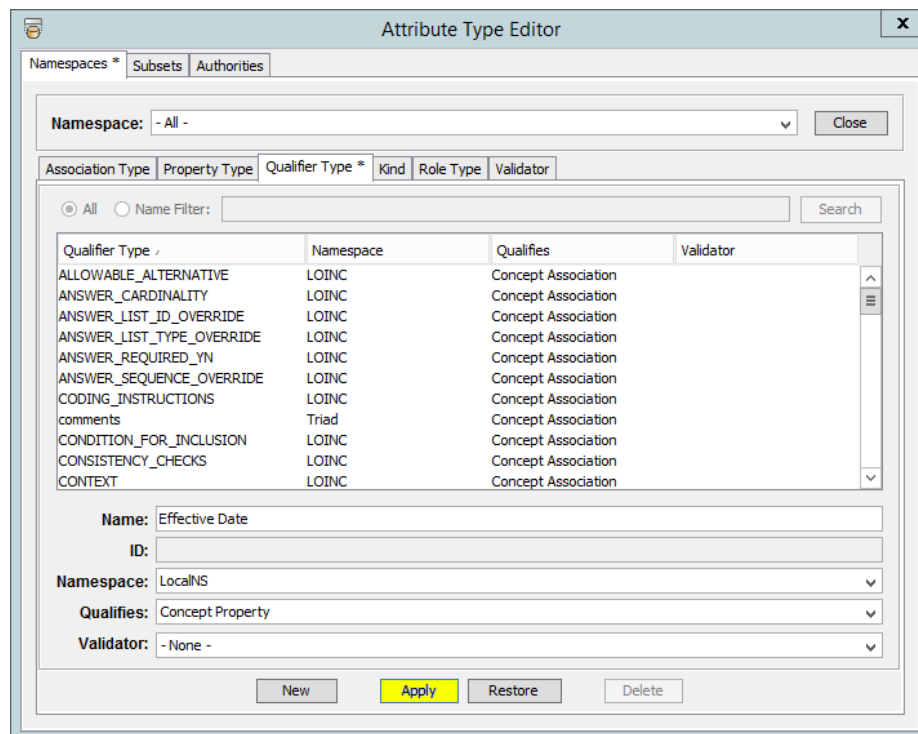 Attribute Type Editor x
Namespaces * Subsets Authorities
Namespace: - All - Close
Association Type Property Type Qualifier Type * Kind Role Type Validator
All Name Filter: Search
Qualifier Type Namespace Qualifies Validator
ALLOWABLE_ALTERNATIVE LOINC Concept Association
ANSWER_CARDINALITY LOINC Concept Association
ANSWER_LIST_ID_OVERRIDE LOINC Concept Association
ANSWER_LIST_TYPE_OVERRIDE LOINC Concept Association
ANSWER_REQUIRED_YN LOINC Concept Association
ANSWER_SEQUENCE_OVERRIDE LOINC Concept Association
CODING_INSTRUCTIONS LOINC Concept Association
comments Triad Concept Association
CONDITION_FOR_INCLUSION LOINC Concept Association
CONSISTENCY_CHECKS LOINC Concept Association
CONTEXT LOINC Concept Association
Name: Effective Date
ID:
Namespace: LocalNS
Qualifies: Concept Property
Validator: - None -
New Apply Restore Delete